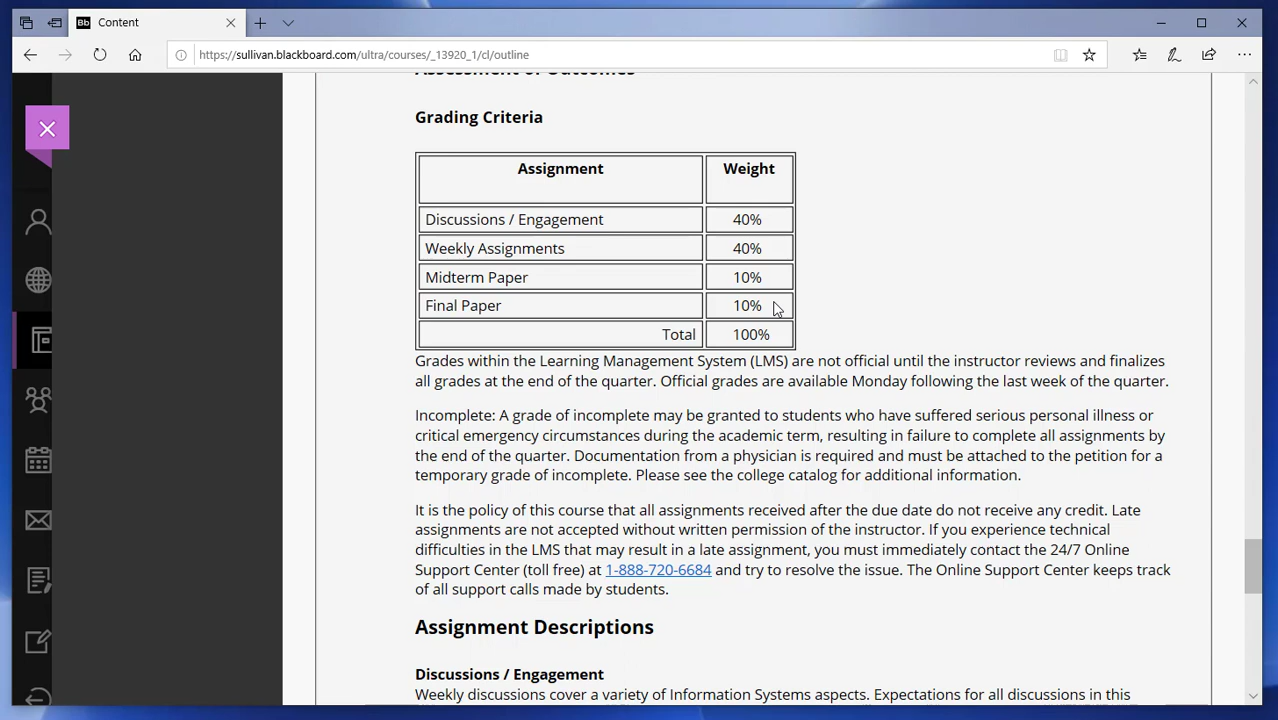 Bb Content
https://sullivan.blackboard.com/ultra/courses/_13920_1/cl/outline
Assessment of Outcomes
Grading Criteria
Assignment Weight
Discussions / Engagement 40%
Weekly Assignments 40%
Midterm Paper 10%
Final Paper 10%
Total 100%
Grades within the Learning Management System (LMS) are not official until the instructor reviews and finalizes
all grades at the end of the quarter. Official grades are available Monday following the last week of the quarter.
Incomplete: A grade of incomplete may be granted to students who have suffered serious personal illness or
critical emergency circumstances during the academic term, resulting in failure to complete all assignments by
the end of the quarter. Documentation from a physician is required and must be attached to the petition for a
temporary grade of incomplete. Please see the college catalog for additional information.
It is the policy of this course that all assignments received after the due date do not receive any credit. Late
assignments are not accepted without written permission of the instructor. If you experience technical
difficulties in the LMS that may result in a late assignment, you must immediately contact the 24/7 Online
Support Center (toll free) at 1-888-720-6684 and try to resolve the issue. The Online Support Center keeps track
of all support calls made by students.
Assignment Descriptions
Discussions / Engagement
Weekly discussions cover a variety of Information Systems aspects. Expectations for all discussions in this